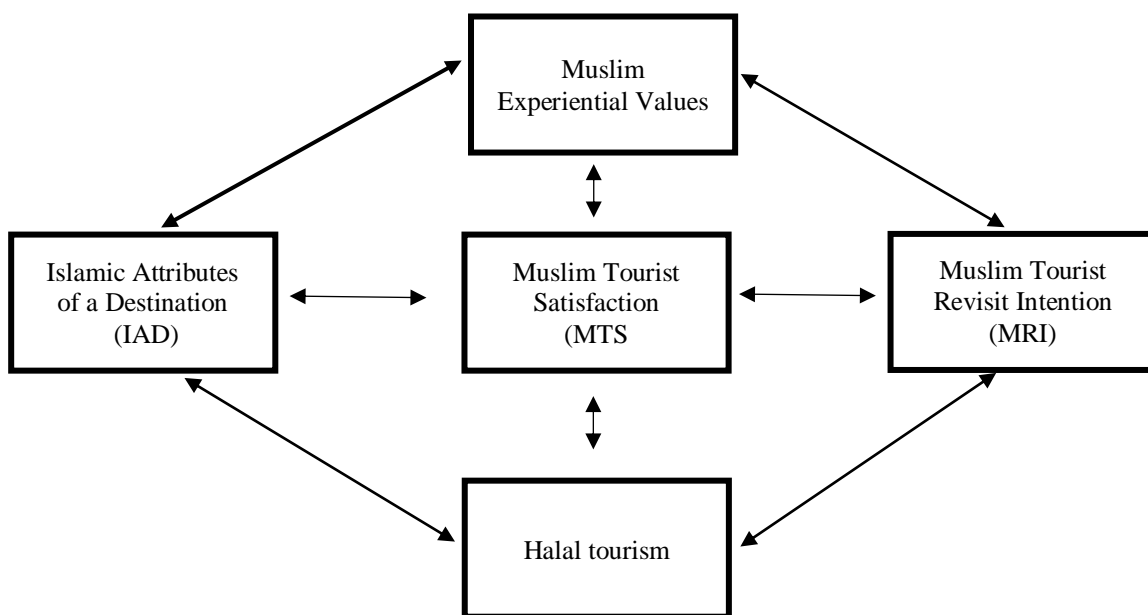 Muslim
Experiential Values
Islamic Attributes
of a Destination
(IAD)
Muslim Tourist
Satisfaction
(MTS
Muslim Tourist
Revisit Intention
(MRI)
Halal tourism